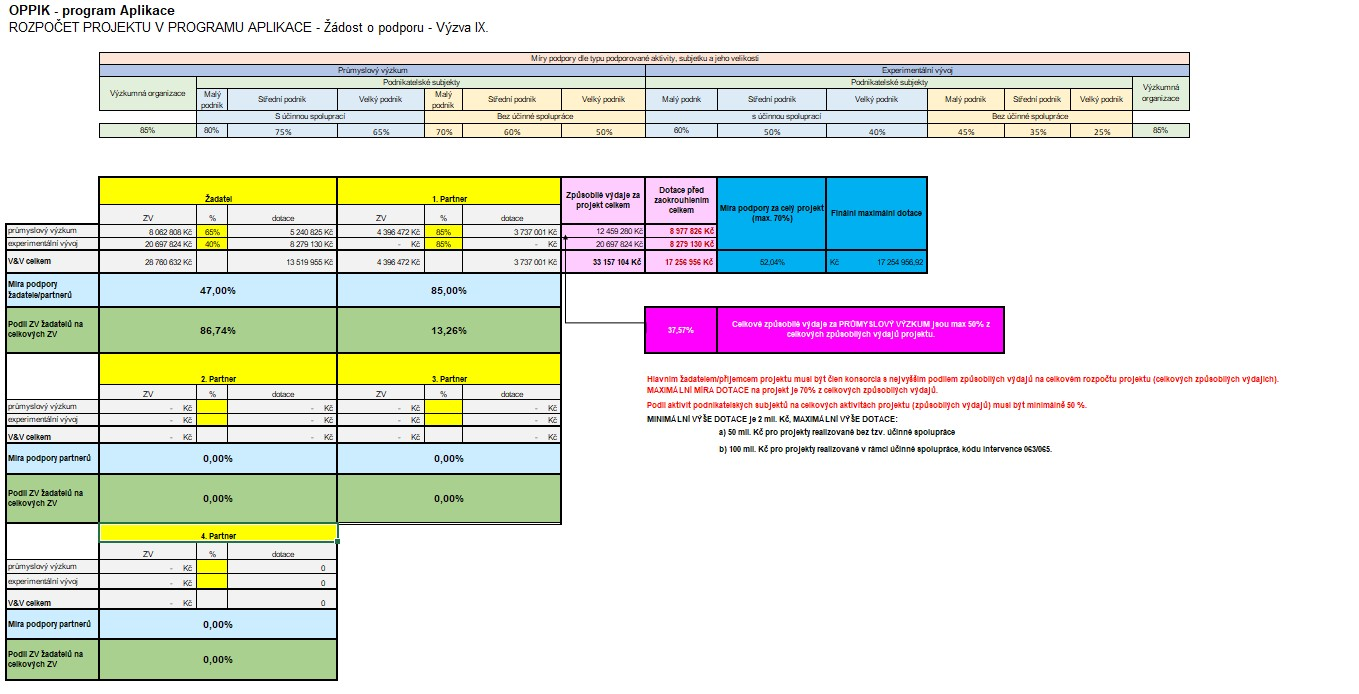 OPPIK - program Aplikace
ROZPOČET PROJEKTU V PROGRAMU APLIKACE - Žádost o podporu - Výzva IX.
Míry podpory dle typu podporované aktivity, subjetku a jeho velikosti
Průmyslový výzkum Experimentální vývoj
Výzkumná organizace Podnikatelské subjekty Podnikatelské subjekty Výzkumná organizace
Malý podnik Střední podnik Velký podnik Malý podnik Střední podnik Velký podnik Malý podnk Střední podnik Velký podnik Malý podnik Střední podnik Velký podnik
S účinnou spoluprací Bez účinné spolupráce s účinnou spoluprací Bez účinné spolupráce
85% 80% 75% 65% 70% 60% 50% 60% 50% 40% 45% 35% 25% 85%
Žadatel 1. Partner Způsobilé výdaje za projekt celkem Dotace před zaokrouhlením celkem Míra podpory za celý projekt (max. 70%) Finální maximální dotace
ZV % dotace ZV % dotace
průmyslový výzkum 8 062 808 Kč 65% 5 240 825 Kč 4 396 472 Kč 85% 3 737 001 Kč 12 459 280 Kč 8 977 826 Kč
experimentální vývoj 20 697 824 Kč 40% 8 279 130 Kč - Kč 85% - Kč 20 697 824 Kč 8 279 130 Kč
V&V celkem 28 760 632 Kč 13 519 955 Kč 4 396 472 Kč 3 737 001 Kč 33 157 104 Kč 17 256 956 Kč 52,04% Kč 17 254 956,92
Míra podpory žadatele/partnerů 47,00% 85,00%
Podíl ZV žadatelů na celkových ZV 86,74% 13,26%
37,57% Celkové způsobilé výdaje za PRŮMYSLOVÝ VÝZKUM jsou max 50% z celkových způsobilých výdajů projektu.
2. Partner 3. Partner
ZV % dotace ZV % dotace
průmyslový výzkum - Kč - Kč - Kč - Kč
experimentální vývoj - Kč - Kč - Kč - Kč
V&V celkem - Kč - Kč - Kč - Kč
Míra podpory partnerů 0,00% 0,00%
Podíl ZV žadatelů na celkových ZV 0,00% 0,00%
Hlavním žadatelem/příjemcem projektu musí být člen konsorcia s nejvyšším podílem způsobilých výdajů na celkovém rozpočtu projektu (celkových způsobilých výdajích).
MAXIMÁLNÍ MÍRA DOTACE na projekt je 70% z celkových způsobilých výdajů.
Podíl aktivit podnikatelských subjektů na celkových aktivitách projektu (způsobilých výdajů) musí být minimálně 50 %.
MINIMÁLNÍ VÝŠE DOTACE je 2 mil. Kč, MAXIMÁLNÍ VÝŠE DOTACE:
a) 50 mil. Kč pro projekty realizované bez tzv. účinné spolupráce
b) 100 mil. Kč pro projekty realizované v rámci účinné spolupráce, kódu intervence 063/065.
4. Partner
ZV % dotace
průmyslový výzkum - Kč 0
experimentální vývoj - Kč 0
V&V celkem - Kč 0
Míra podpory partnerů 0,00%
Podíl ZV žadatelů na celkových ZV 0,00%